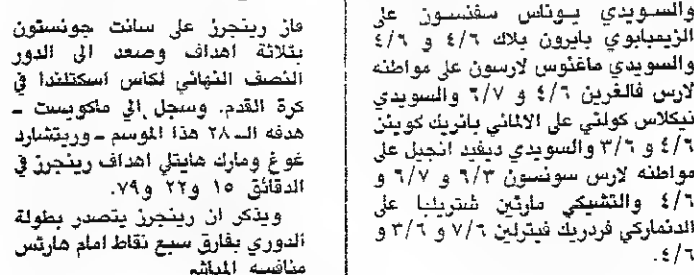 والسويدي يوناس سفنسون على
الزيمبابوي بايرون بلاك ٤/٦ و ٤/٦
والسويدي ماغنوس لارسون على مواطنه
لارس فالغرين ٤/٦ و ٦/٧ والسويدي
نيكلاس كولتي على الالماني باتريك كوينن
٤/٦ و ٣/٦ والسويدي ديفيد انجيل على
مواطنه لارس سونسون ٦/٣ و ٦/٧ و
٤/٦ والتشيكي مارتين شتريلبا على
الدنماركي فردريك فيترلين ٧/٦ و ٣/٦ و
٤/٦.
فاز رينجرز على سانت جونستون
بثلاثة اهداف وصعد الى الدور
النصف النهائي لكاس اسكتلندا في
كرة القدم. وسجل الي ماكويست -
هدفه الـ٢٨ هذا الموسم - وريتشارد
غوغ ومارك هايتلي اهداف رينجرز في
الدقائق ١٥ و٢٢ و٧٩.
ويذكر ان رينجرز يتصدر بطولة
الدوري بفارق سبع نقاط امام هارتس
منافسه المباشر